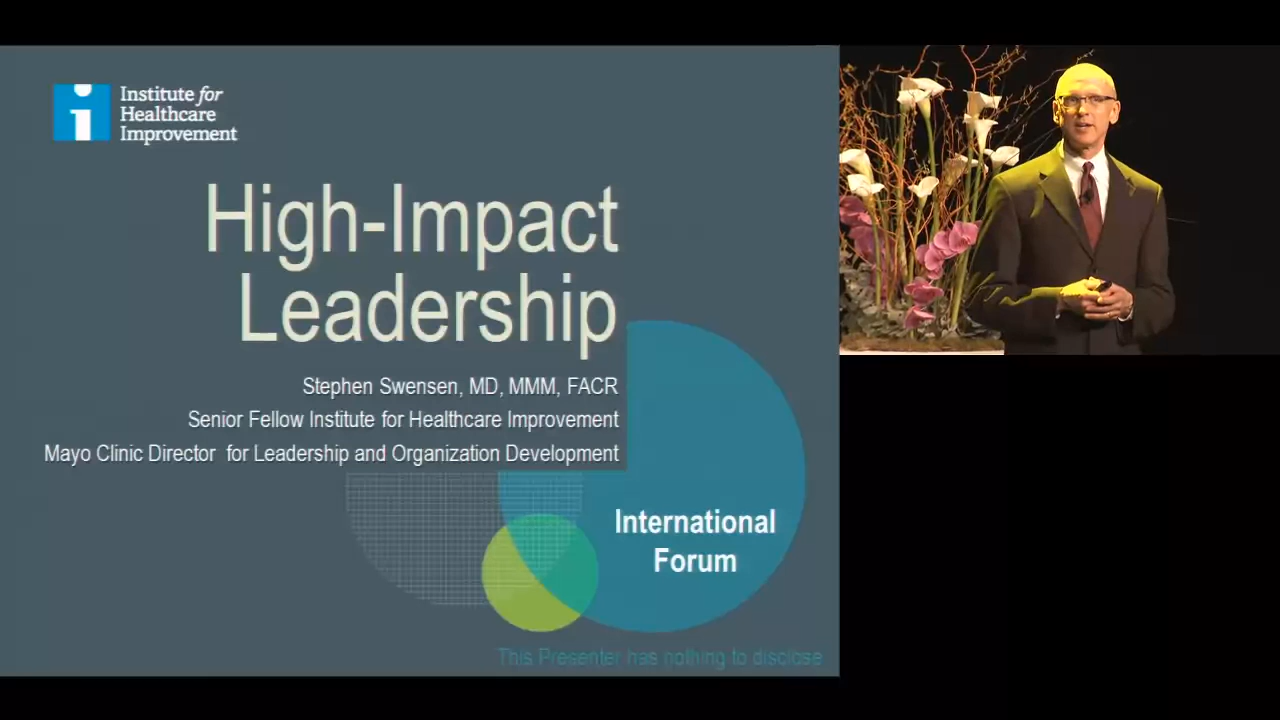 Institute for
Healthcare
Improvement
High-Impact
Leadership
Stephen Swensen, MD, MMM, FACR
Senior Fellow Institute for Healthcare Improvement
Mayo Clinic Director for Leadership and Organization Development
International
Forum
This Presenter has nothing to disclose